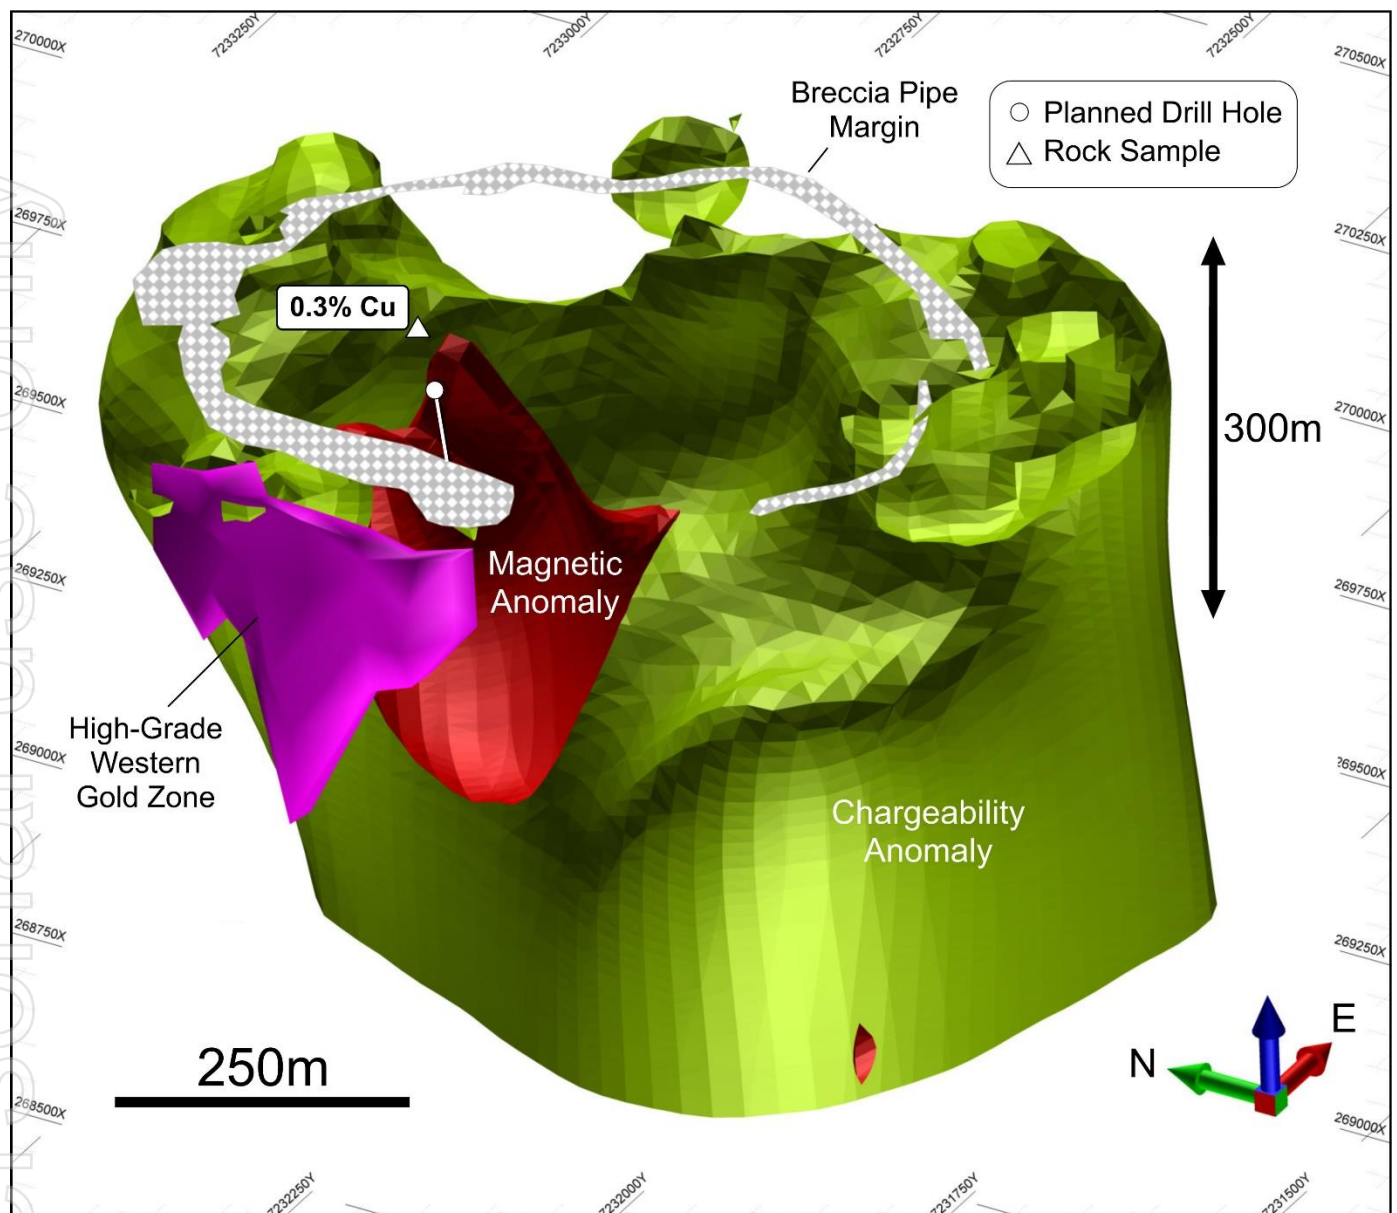 7233250Y
7233000Y
7232750Y
7232500Y
270000X
270500X
Breccia Pipe
Margin
Planned Drill Hole
Rock Sample
269750X
270250X
0.3% Cu
269500X
270000X
300m
Magnetic
Anomaly
269250X
269750X
High-Grade
Western
Gold Zone
269000X
269500X
Chargeability
Anomaly
268750X
269250X
250m
N
E
268500X
269000X
7232250Y
7232000Y
7231750Y
7231500Y